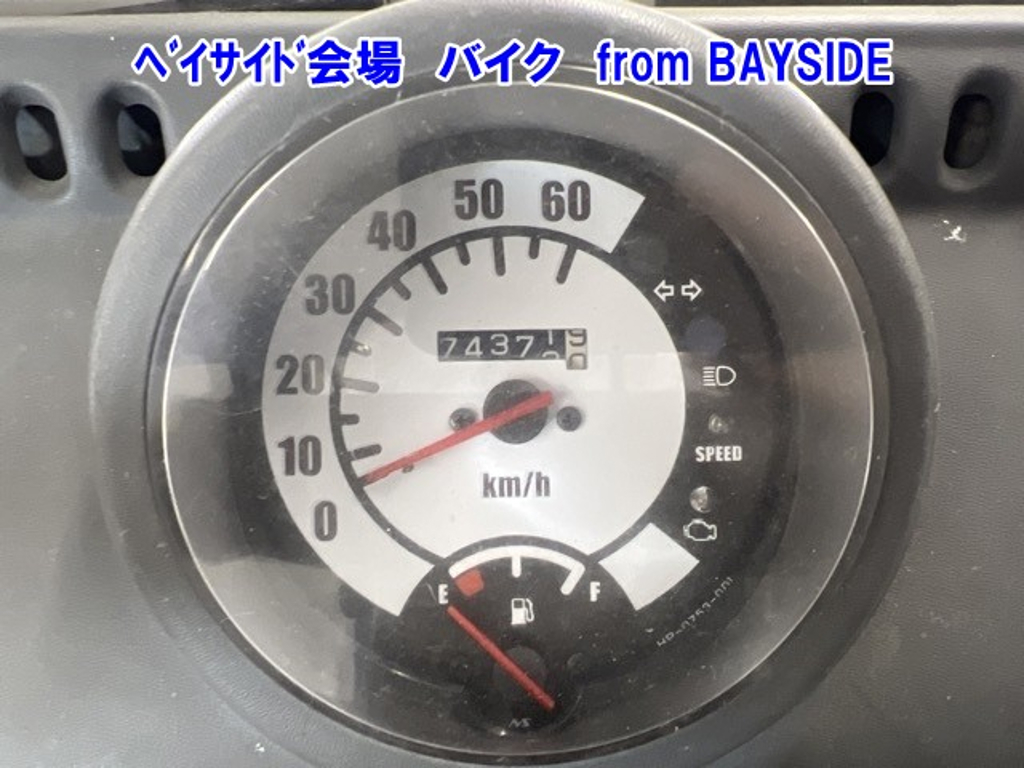 ﾍﾞｲｻｲﾄﾞ会場　バイク　from BAYSIDE
50 60
40
30
7437
20
SPEED
10
km/h
0
E F